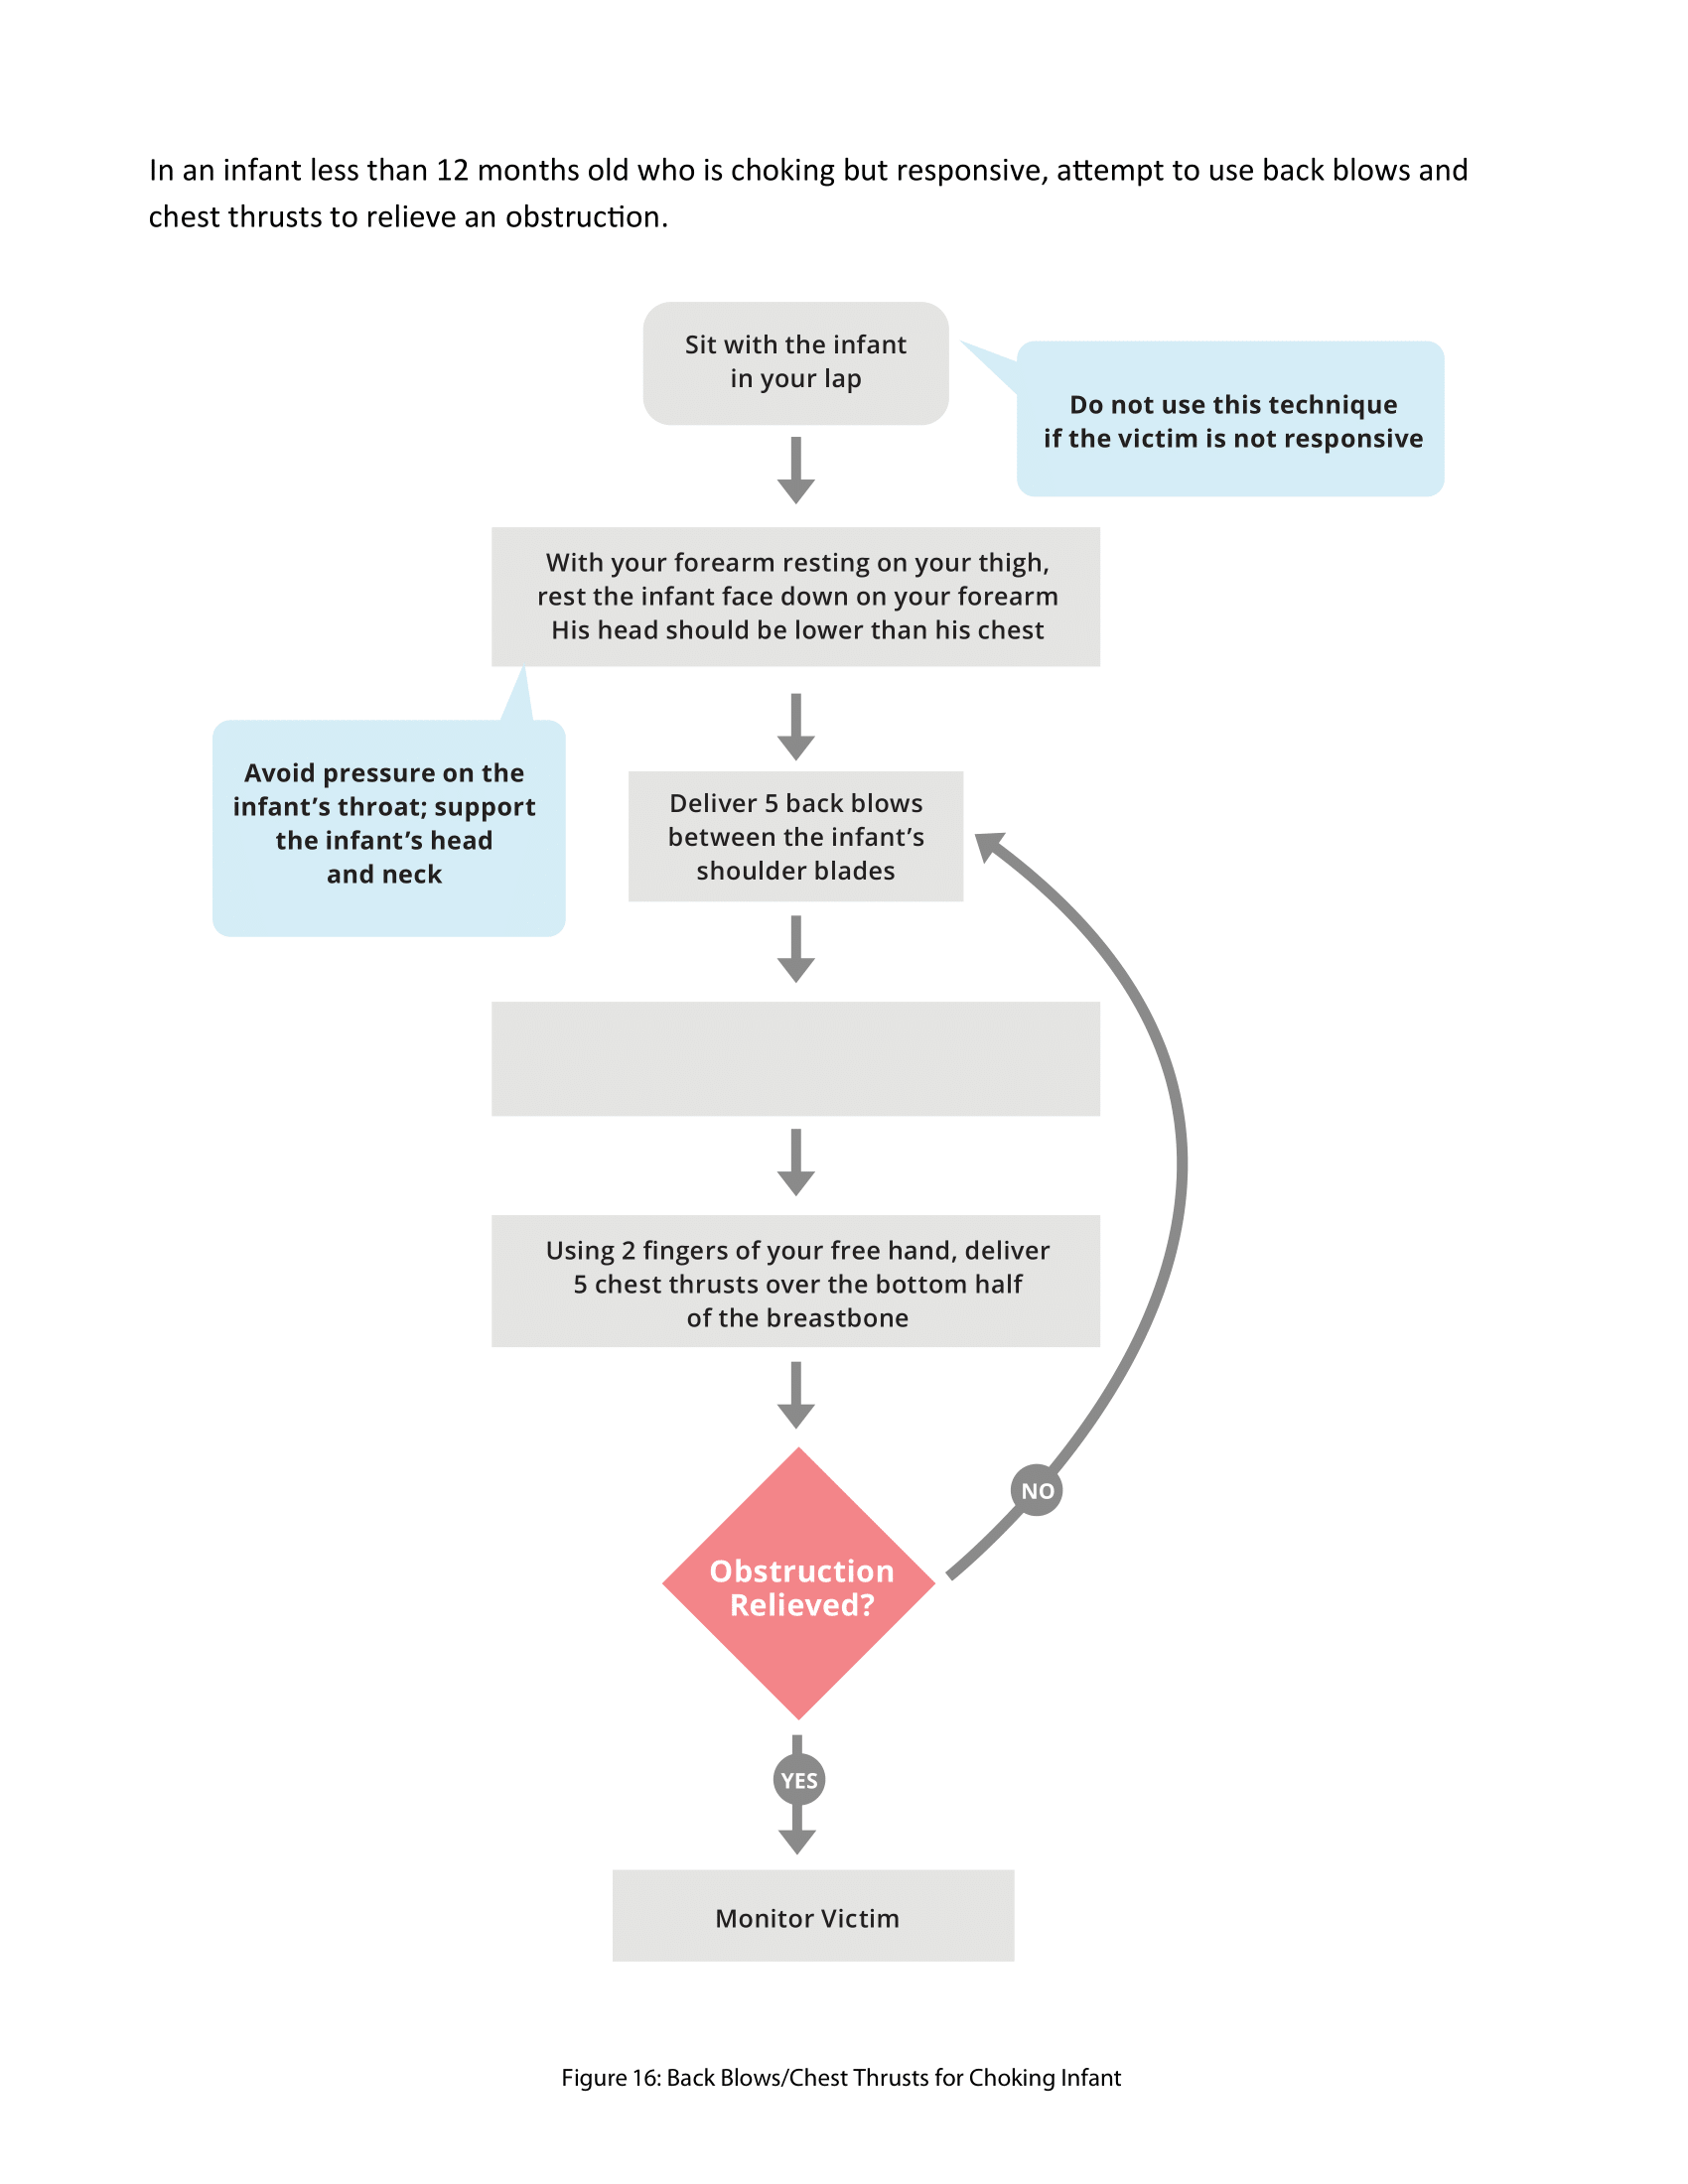 In an infant less than 12 months old who is choking but responsive, attempt to use back blows and
chest thrusts to relieve an obstruction.
Sit with the infant
in your lap
Do not use this technique
if the victim is not responsive
With your forearm resting on your thigh,
rest the infant face down on your forearm
His head should be lower than his chest
Avoid pressure on the
infant's throat; support
the infant's head
and neck
Deliver 5 back blows
between the infant's
shoulder blades
Using 2 fingers of your free hand, deliver
5 chest thrusts over the bottom half
of the breastbone
NO
Obstruction
Relieved?
YES
Monitor Victim
Figure 16: Back Blows/Chest Thrusts for Choking Infant